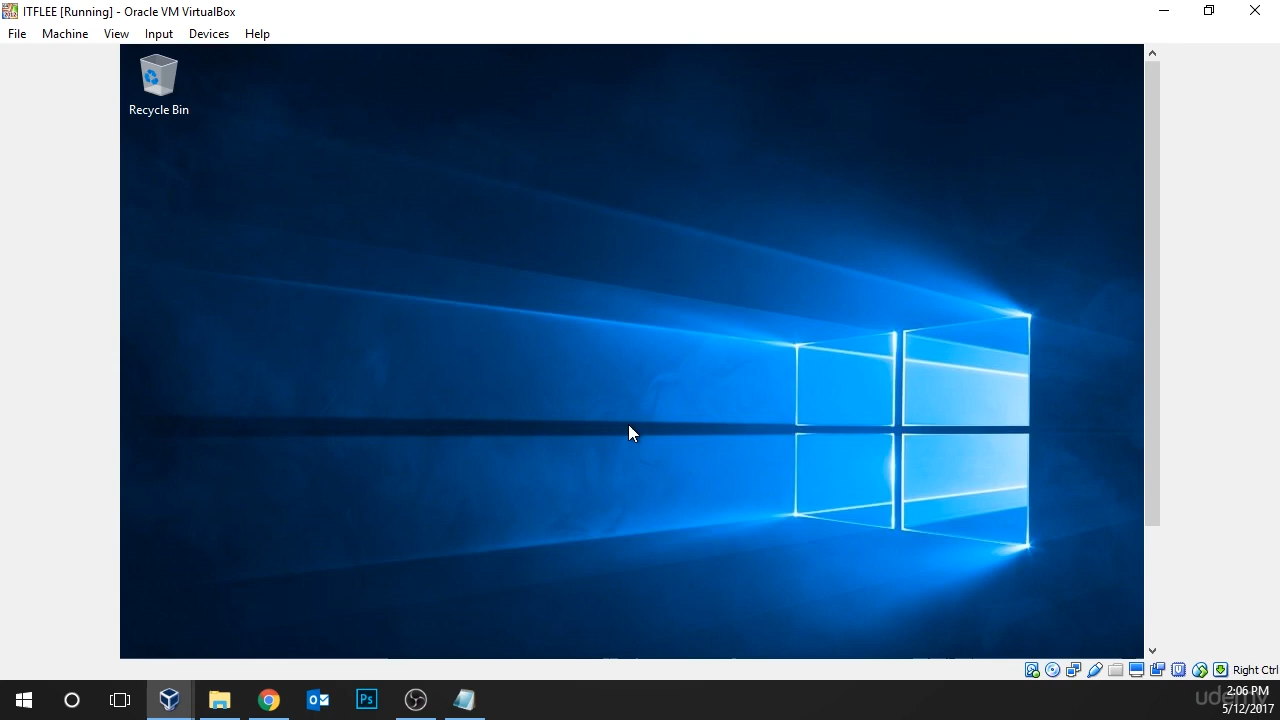 ITFLEE [Running] - Oracle VM VirtualBox
File Machine View Input Devices Help
Recycle Bin
Right Ctrl
Ps
udemy
2:06 PM
5/12/2017